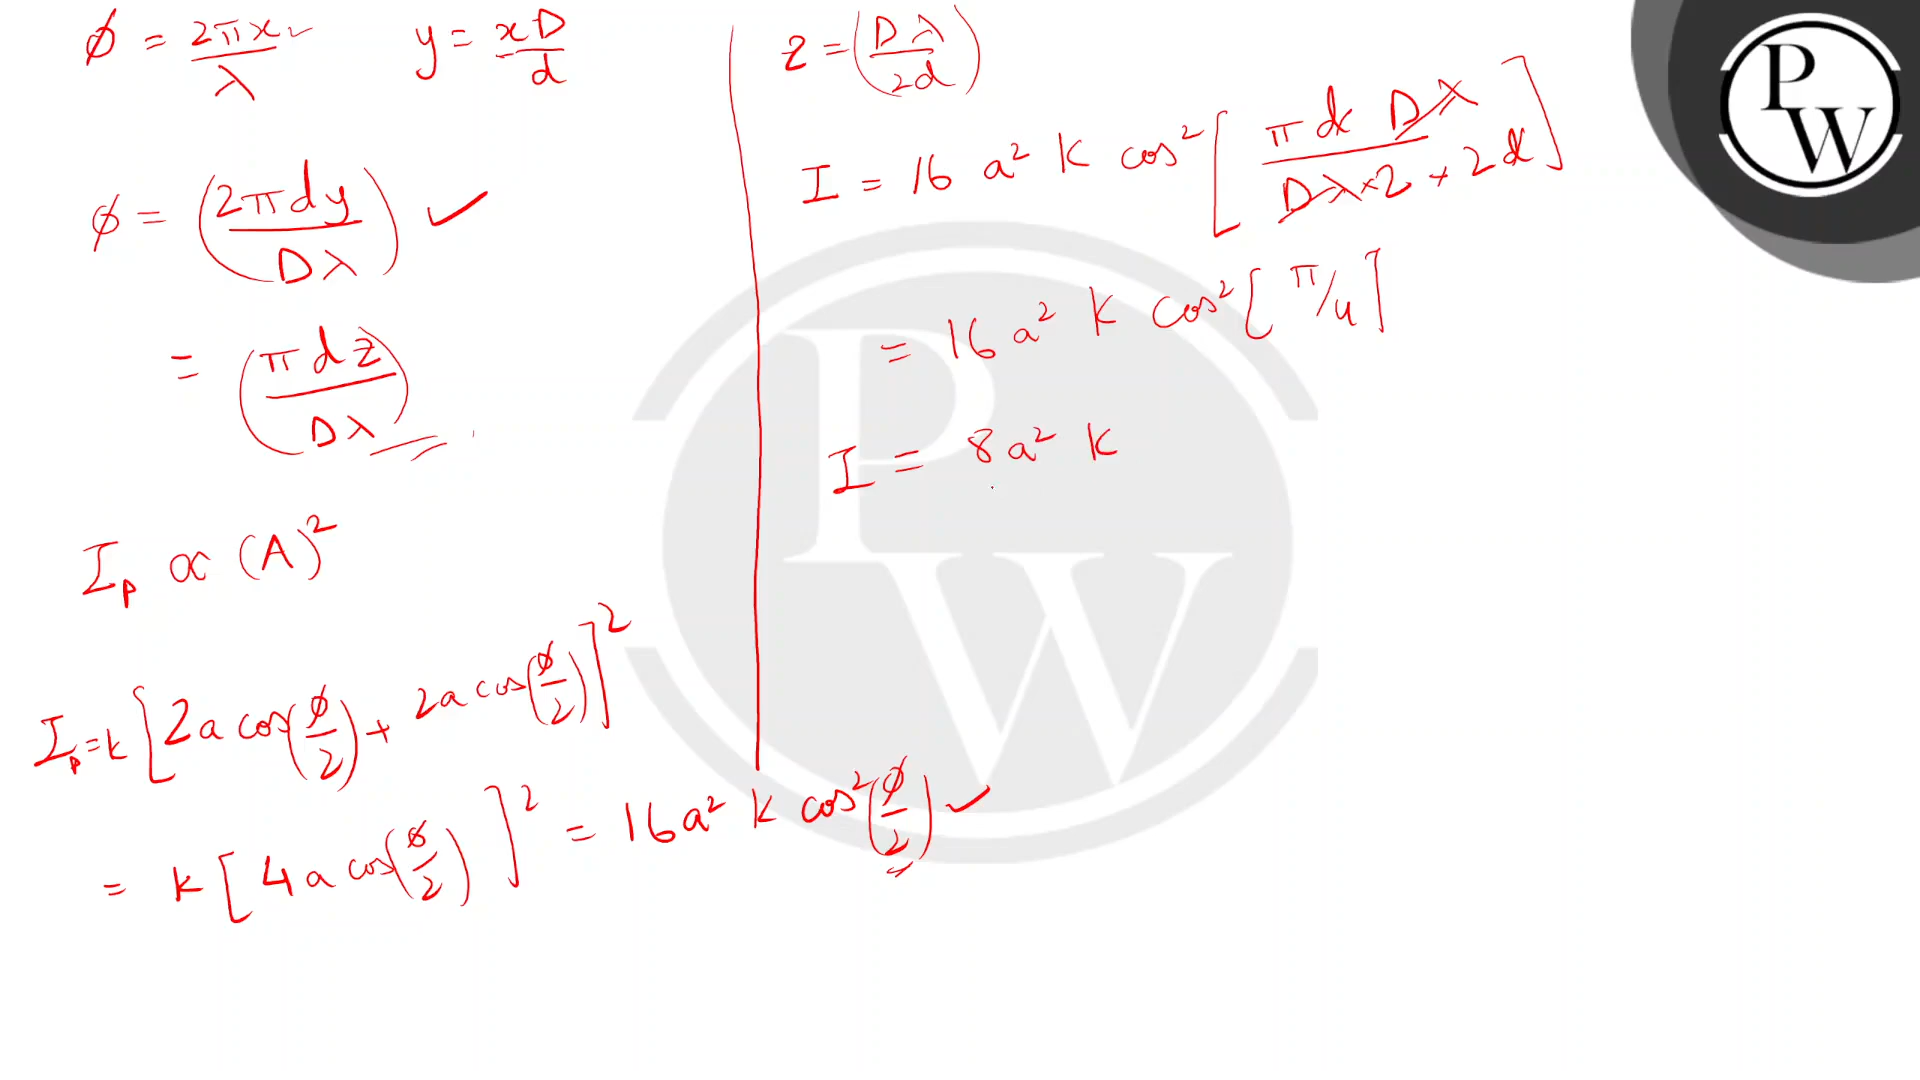 ϕ = 2πx/λ   y = xD/d
ϕ = (2πdy/Dλ) ✓
= (πdz/Dλ)
I_p ∝ (A)²
I_p = k[2a cos(ϕ/2) + 2a cos(ϕ/2)]²
= k[4a cos(ϕ/2)]² = 16a² k cos²(ϕ/2) ✓
z = (Dλ/2d)
I = 16 a² k cos²[πd Dλ/Dλ×2×2d]
= 16 a² k cos²[π/4]
I = 8a² k
PW
PW